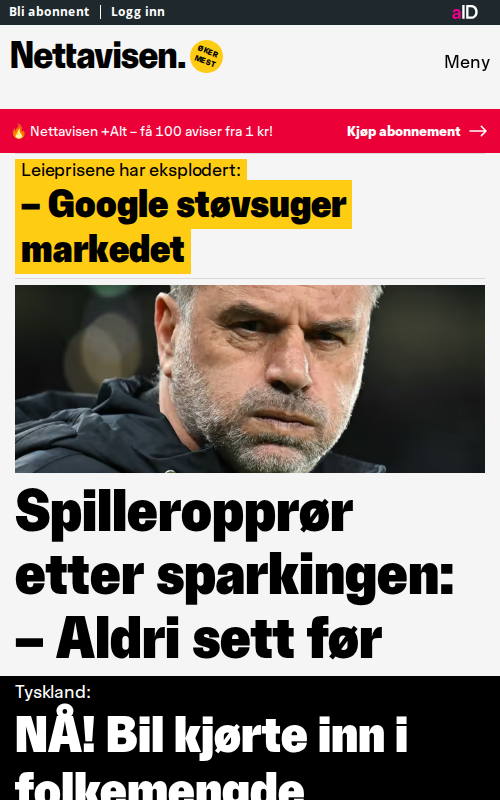 Bli abonnent | Logg inn
aID
Nettavisen.
ØKER
MEST
Meny
🔥 Nettavisen +Alt – få 100 aviser fra 1 kr!
Kjøp abonnement →
Leieprisene har eksplodert:
– Google støvsuger
markedet
Spilleropprør
etter sparkingen:
– Aldri sett før
Tyskland:
NÅ! Bil kjørte inn i
folkemengde